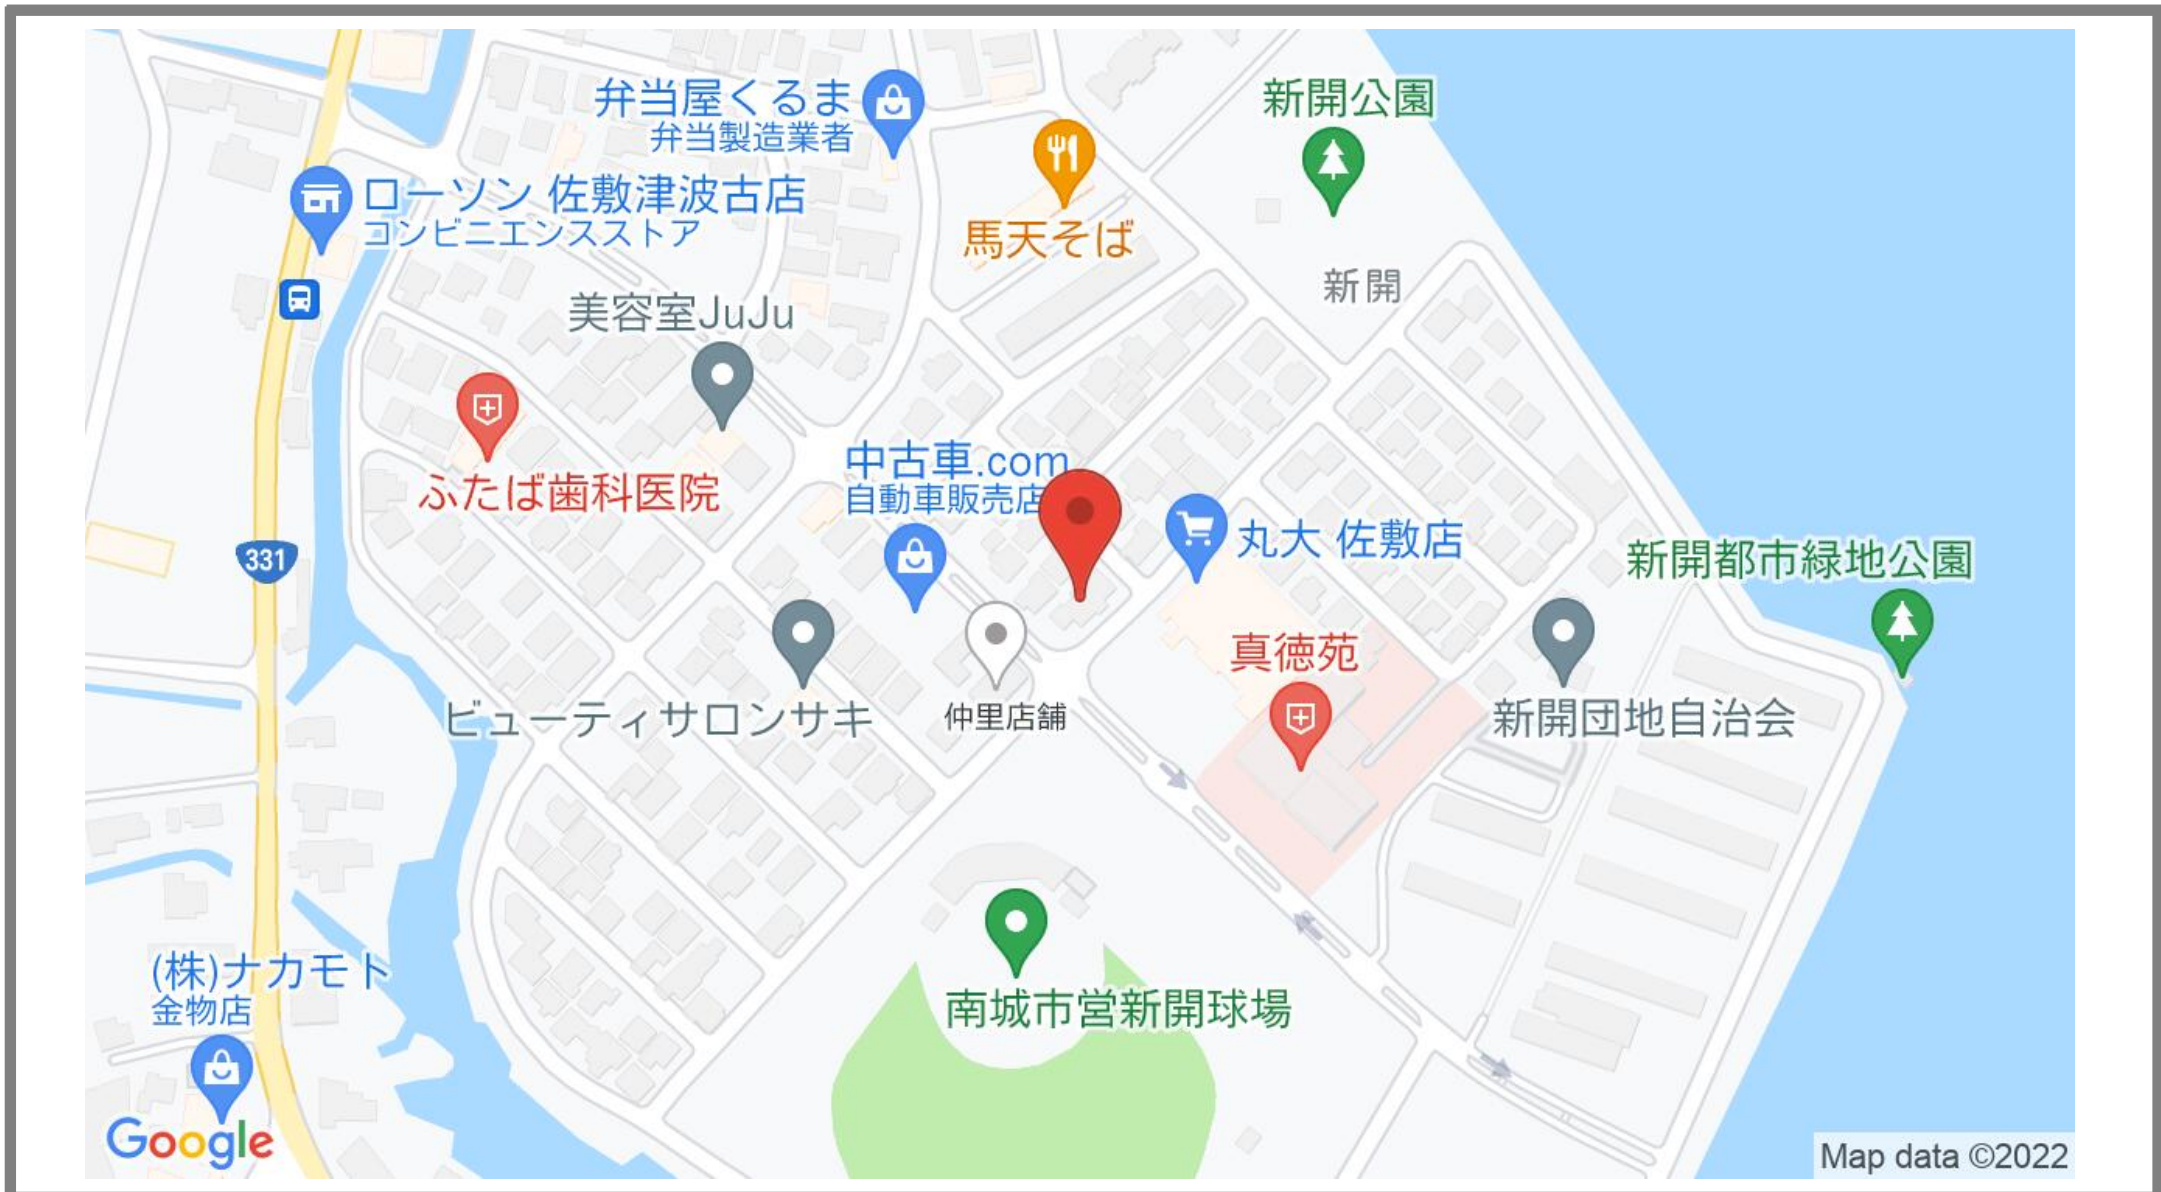 弁当屋くるま
弁当製造業者
新開公園
ローソン 佐敷津波古店
コンビニエンスストア
馬天そば
新開
美容室JuJu
中古車.com
自動車販売店
ふたば歯科医院
丸大 佐敷店
331
新開都市緑地公園
真徳苑
ビューティサロンサキ
仲里店舗
新開団地自治会
(株)ナカモト
金物店
南城市営新開球場
Google
Map data ©2022